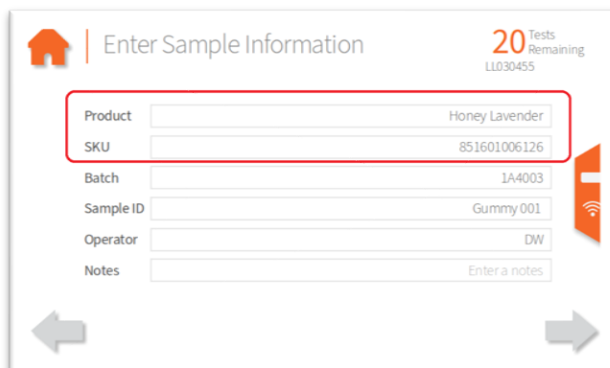 Enter Sample Information
20 Tests Remaining
LL030455
Product Honey Lavender
SKU 851601006126
Batch 1A4003
Sample ID Gummy 001
Operator DW
Notes Enter a notes